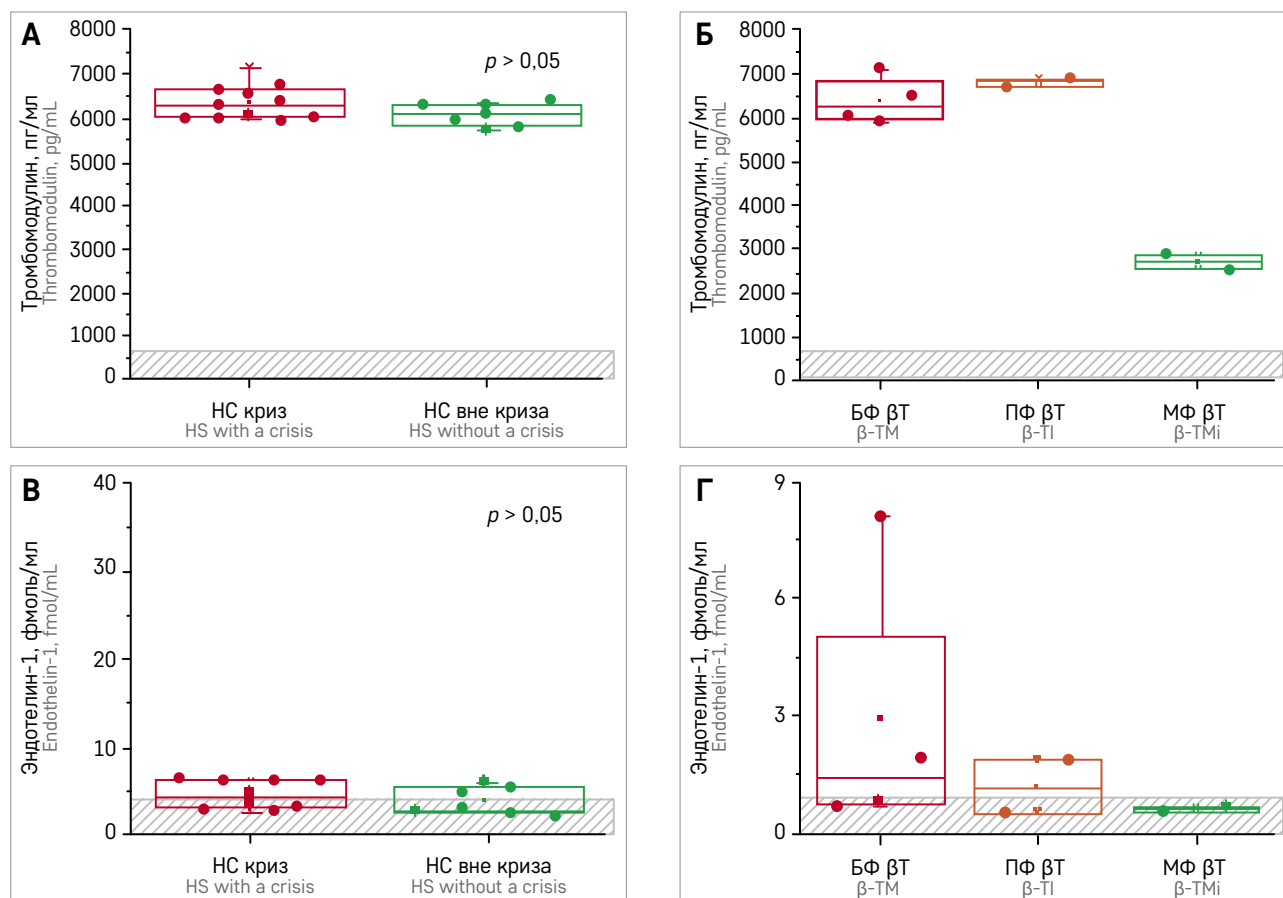 А
8000
7000
6000
5000
4000
3000
2000
1000
0
Тромбомодулин, пг/мл
Thrombomodulin, pg/mL
p > 0,05
НС криз
HS with a crisis
НС вне криза
HS without a crisis
Б
8000
7000
6000
5000
4000
3000
2000
1000
0
Тромбомодулин, пг/мл
Thrombomodulin, pg/mL
БФ βТ
β-TM
ПФ βТ
β-TI
МФ βТ
β-TMi
В
40
30
20
10
0
Эндотелин-1, фмоль/мл
Endothelin-1, fmol/mL
p > 0,05
НС криз
HS with a crisis
НС вне криза
HS without a crisis
Г
9
6
3
0
Эндотелин-1, фмоль/мл
Endothelin-1, fmol/mL
БФ βТ
β-TM
ПФ βТ
β-TI
МФ βТ
β-TMi